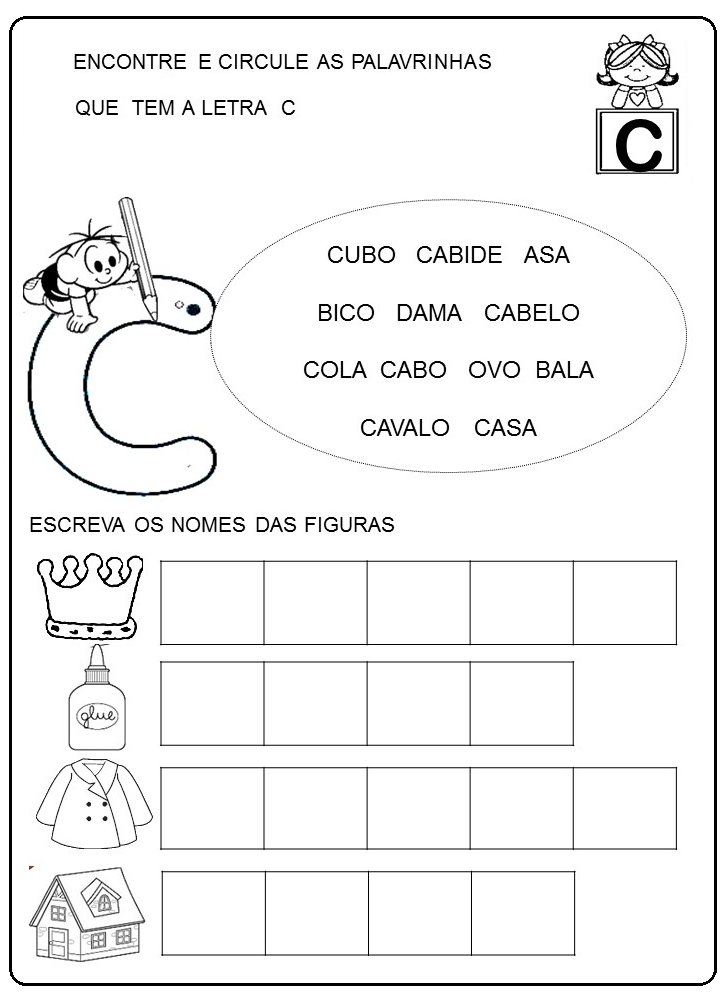 ENCONTRE E CIRCULE AS PALAVRINHAS
QUE TEM A LETRA C
C
CUBO CABIDE ASA
BICO DAMA CABELO
COLA CABO OVO BALA
CAVALO CASA
C
ESCREVA OS NOMES DAS FIGURAS
glue